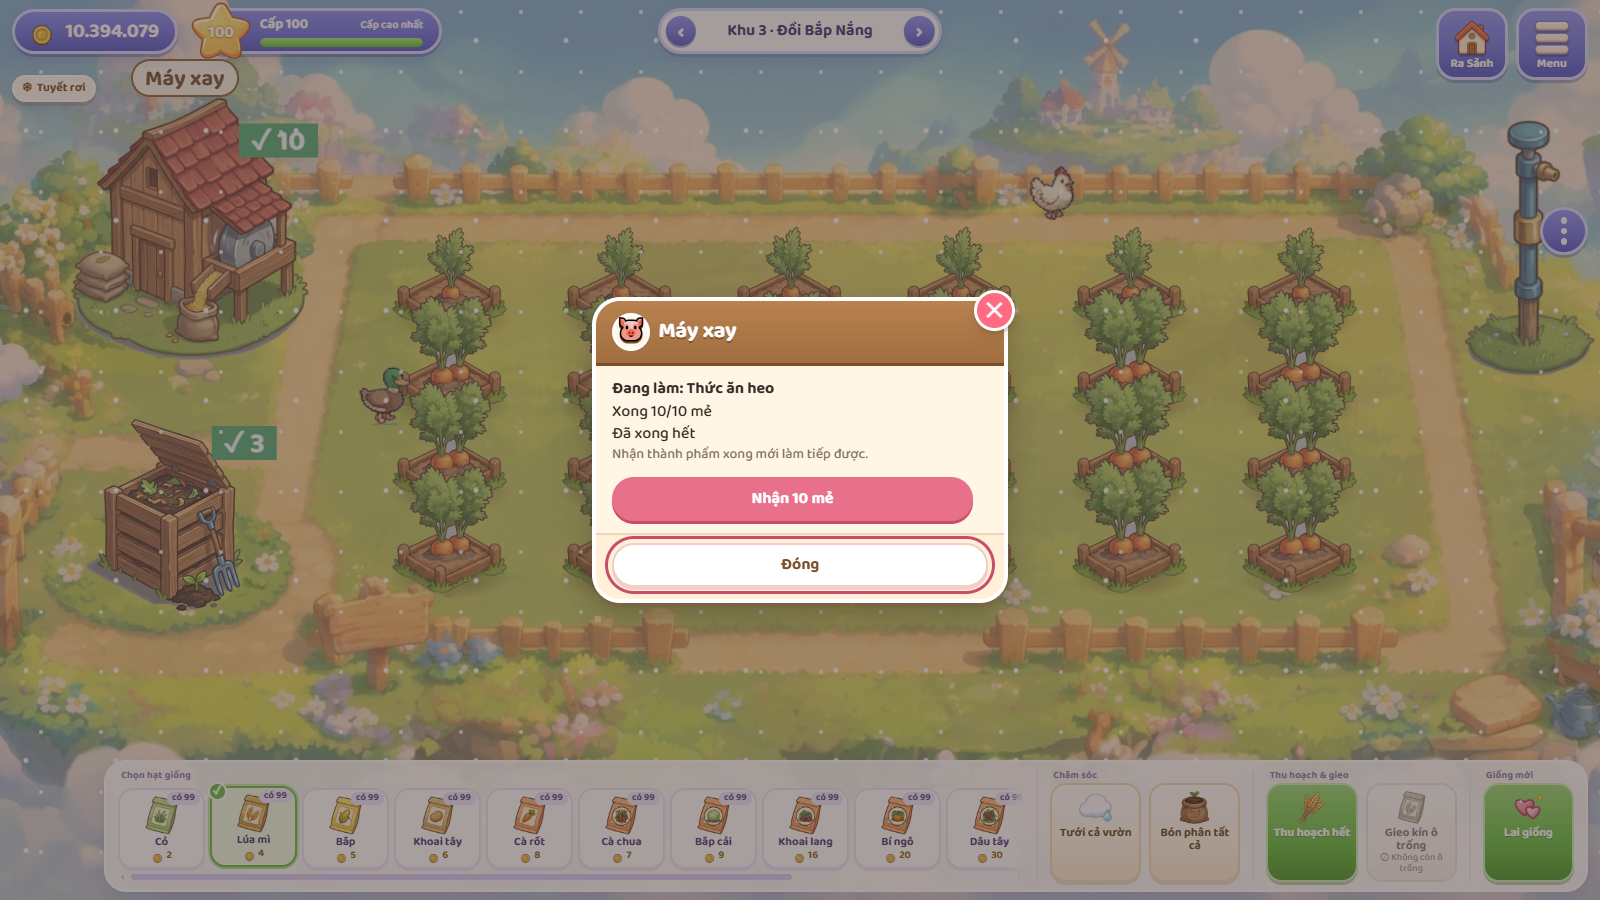 10.394.079
100
Cấp 100
Cấp cao nhất
Khu 3 · Đồi Bắp Nắng
Ra Sảnh
Menu
Tuyết rơi
Máy xay
✓10
✓3
Máy xay
Đang làm: Thức ăn heo
Xong 10/10 mẻ
Đã xong hết
Nhận thành phẩm xong mới làm tiếp được.
Nhận 10 mẻ
Đóng
Chọn hạt giống
có 99
Cỏ
2
có 99
Lúa mì
4
có 99
Bắp
5
có 99
Khoai tây
6
có 99
Cà rốt
8
có 99
Cà chua
7
có 99
Bắp cải
9
có 99
Khoai lang
16
có 99
Bí ngô
20
có 99
Dâu tây
30
Chăm sóc
Tưới cả vườn
Bón phân tất cả
Thu hoạch & gieo
Thu hoạch hết
Gieo kín ô trống
Không còn ô trống
Giống mới
Lai giống